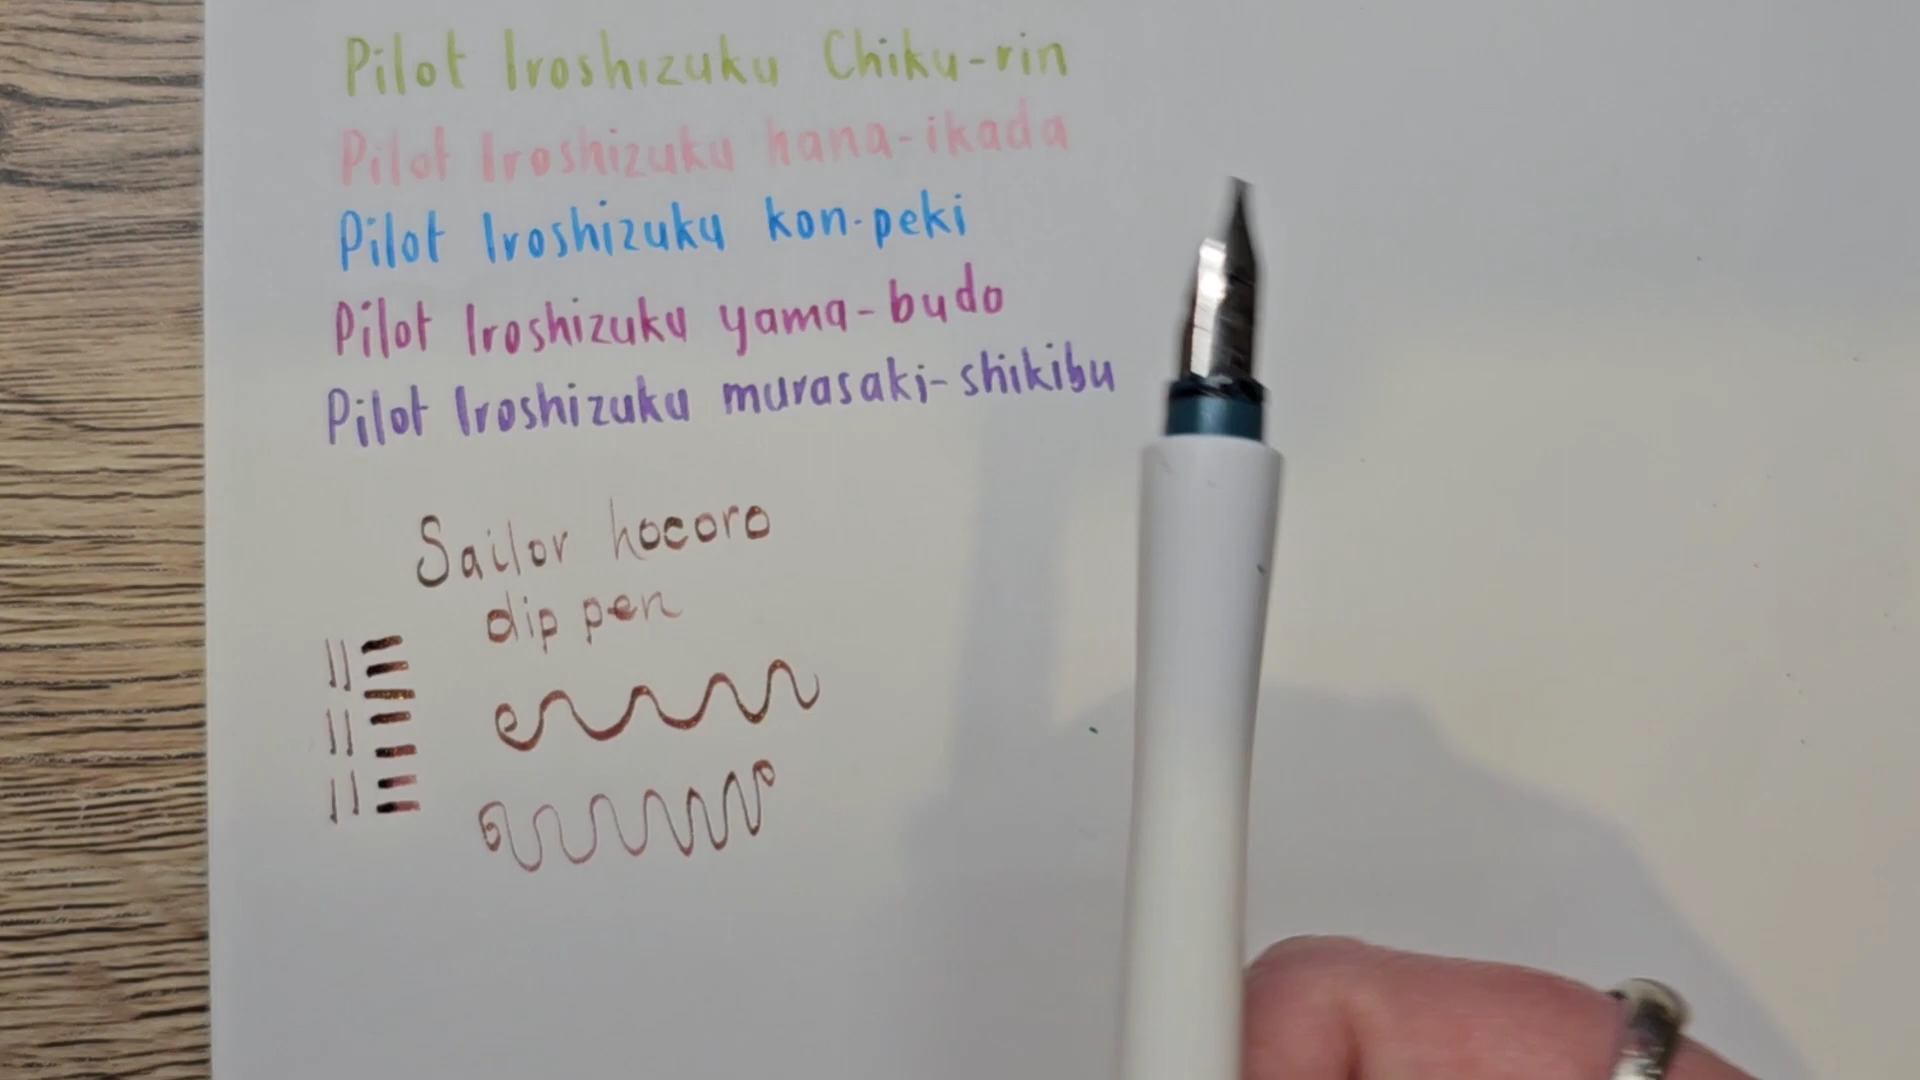 Pilot Iroshizuku Chiku-rin
Pilot Iroshizuku hana-ikada
Pilot Iroshizuku kon-peki
Pilot Iroshizuku yama-budo
Pilot Iroshizuku murasaki-shikibu
Sailor hocoro
dip pen